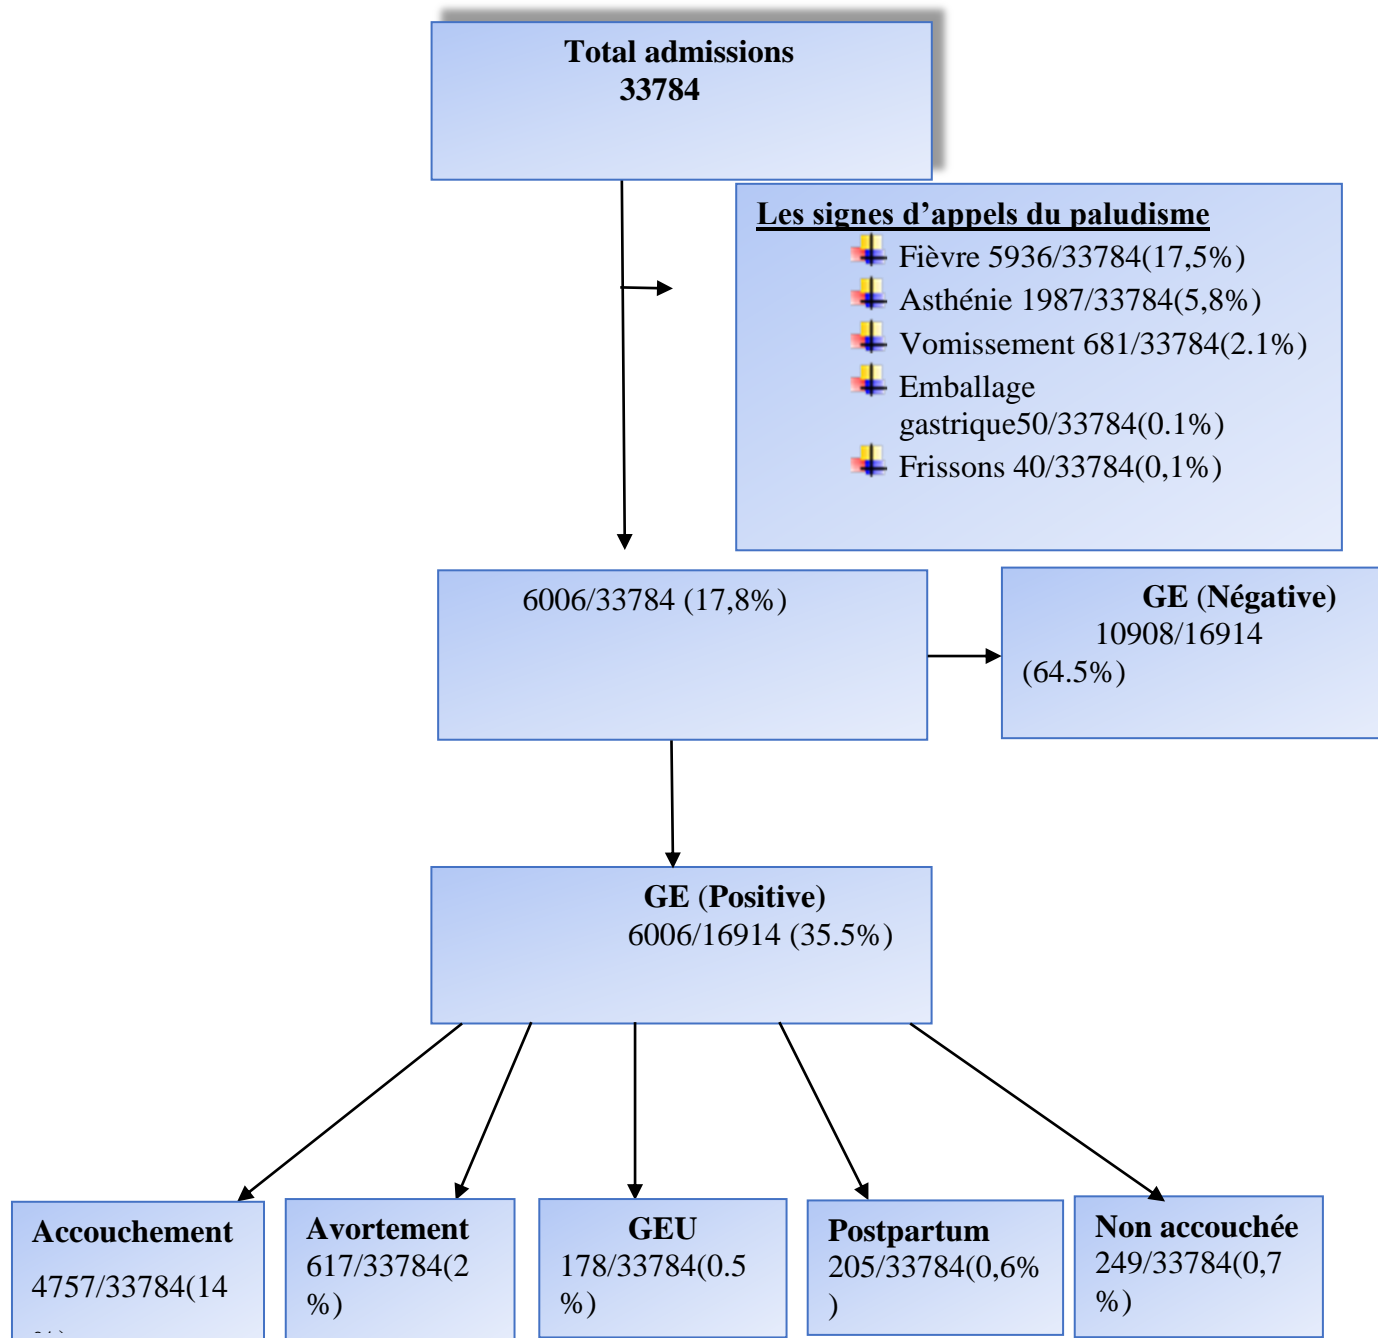 Total admissions
33784
Les signes d’appels du paludisme
Fièvre 5936/33784(17,5%)
Asthénie 1987/33784(5,8%)
Vomissement 681/33784(2.1%)
Emballage
gastrique50/33784(0.1%)
Frissons 40/33784(0,1%)
6006/33784 (17,8%)
GE (Négative)
10908/16914
(64.5%)
GE (Positive)
6006/16914 (35.5%)
Accouchement
4757/33784(14
Avortement
617/33784(2
%)
GEU
178/33784(0.5
%)
Postpartum
205/33784(0,6%
)
Non accouchée
249/33784(0,7
%)